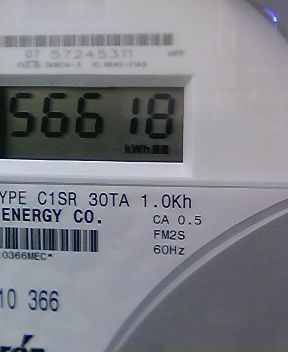 07 57245311
56618
kWh
YPE C1SR 30TA 1.0Kh
ENERGY CO.
CA 0.5
FM2S
60Hz
0366MEC*
10 366